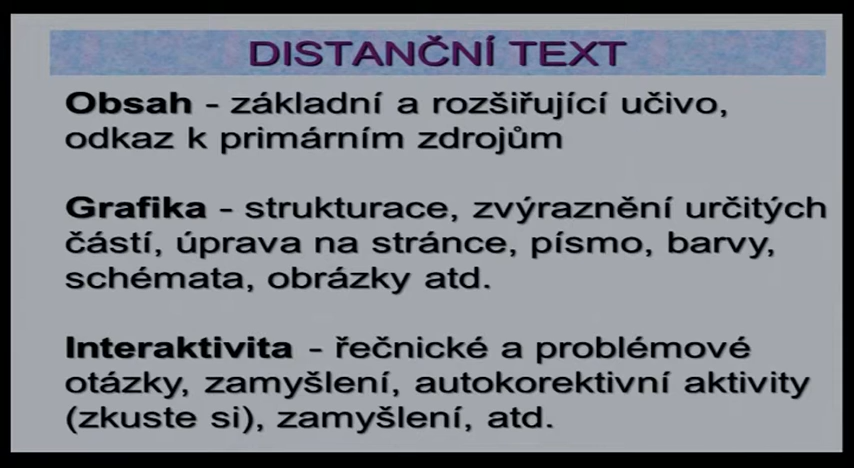 DISTANČNÍ TEXT
Obsah - základní a rozšiřující učivo,
odkaz k primárním zdrojům
Grafika - strukturace, zvýraznění určitých
částí, úprava na stránce, písmo, barvy,
schémata, obrázky atd.
Interaktivita - řečnické a problémové
otázky, zamyšlení, autokorektivní aktivity
(zkuste si), zamyšlení, atd.